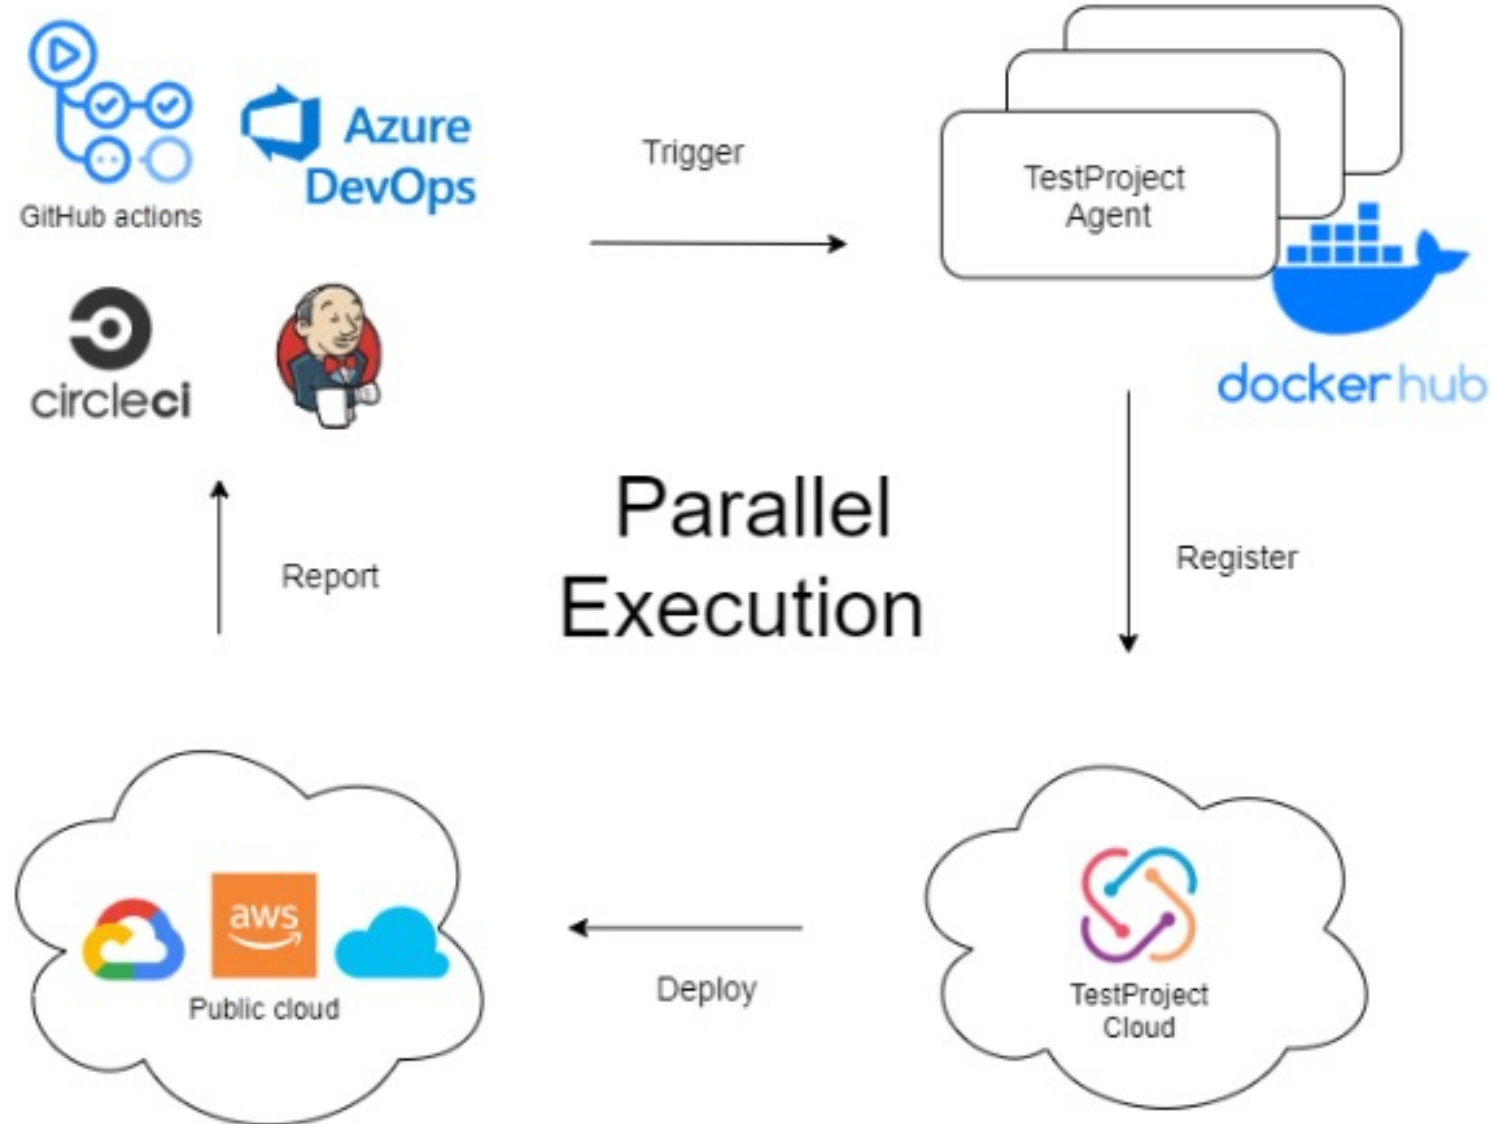 GitHub actions
Azure
DevOps
Trigger
TestProject
Agent
circleci
dockerhub
Parallel
Execution
Report
Register
aws
Public cloud
Deploy
TestProject
Cloud